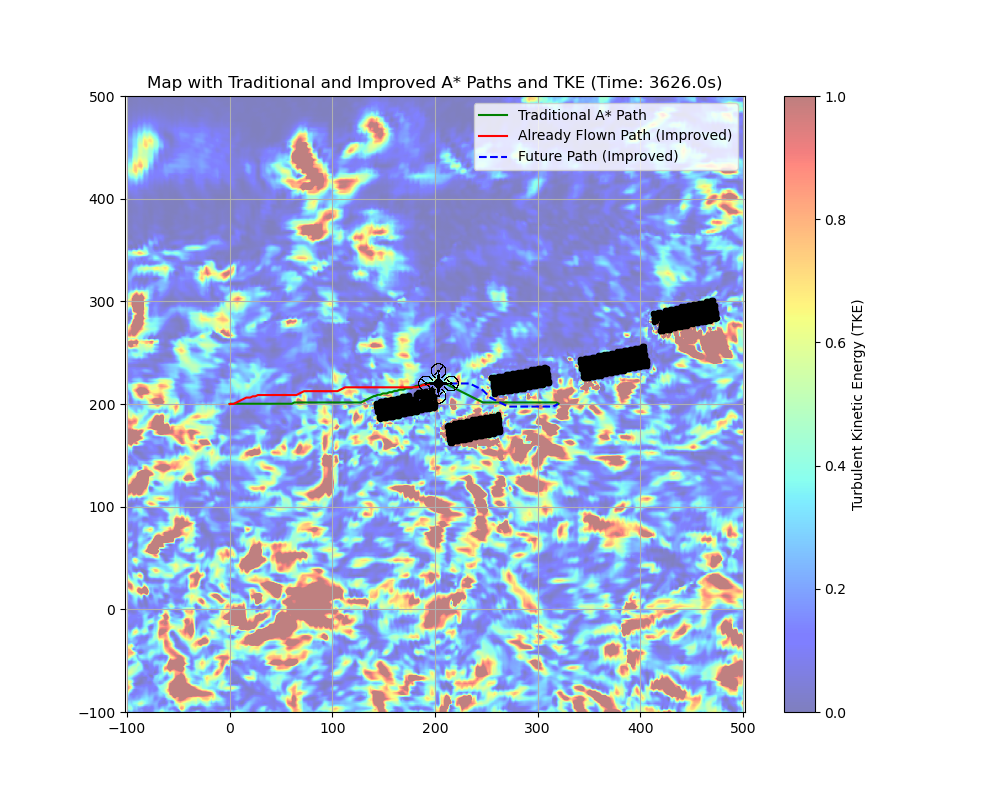 Map with Traditional and Improved A* Paths and TKE (Time: 3626.0s)
Traditional A* Path
Already Flown Path (Improved)
Future Path (Improved)
500
400
300
200
100
0
−100
−100 0 100 200 300 400 500
1.0
0.8
0.6
0.4
0.2
0.0
Turbulent Kinetic Energy (TKE)